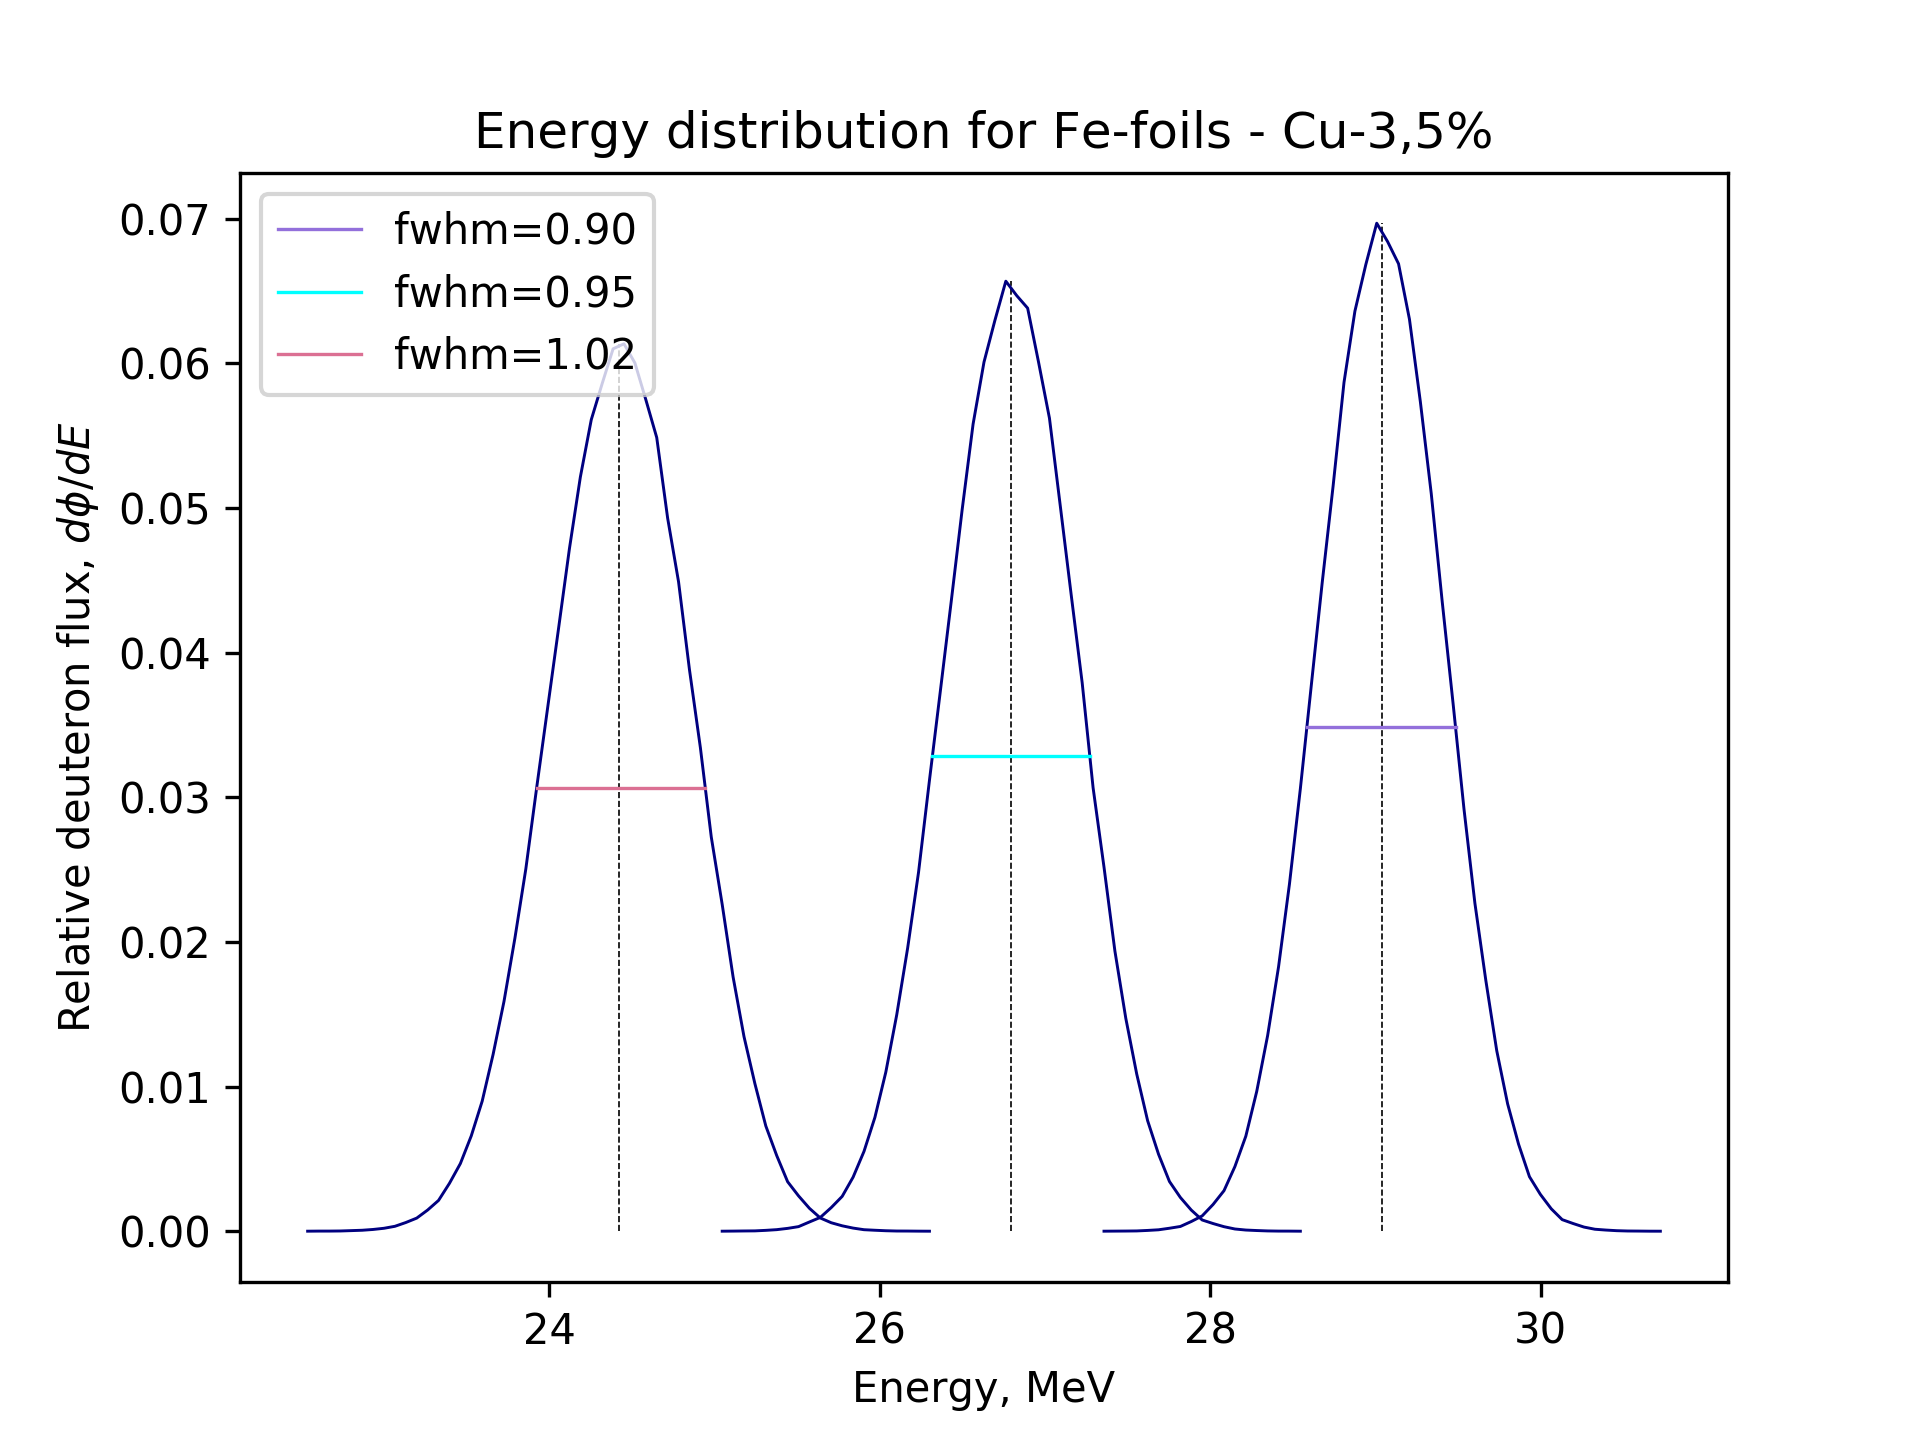 Energy distribution for Fe-foils - Cu-3,5%
fwhm=0.90
fwhm=0.95
fwhm=1.02
0.07
0.06
0.05
0.04
0.03
0.02
0.01
0.00
Relative deuteron flux, dϕ/dE
24 26 28 30
Energy, MeV